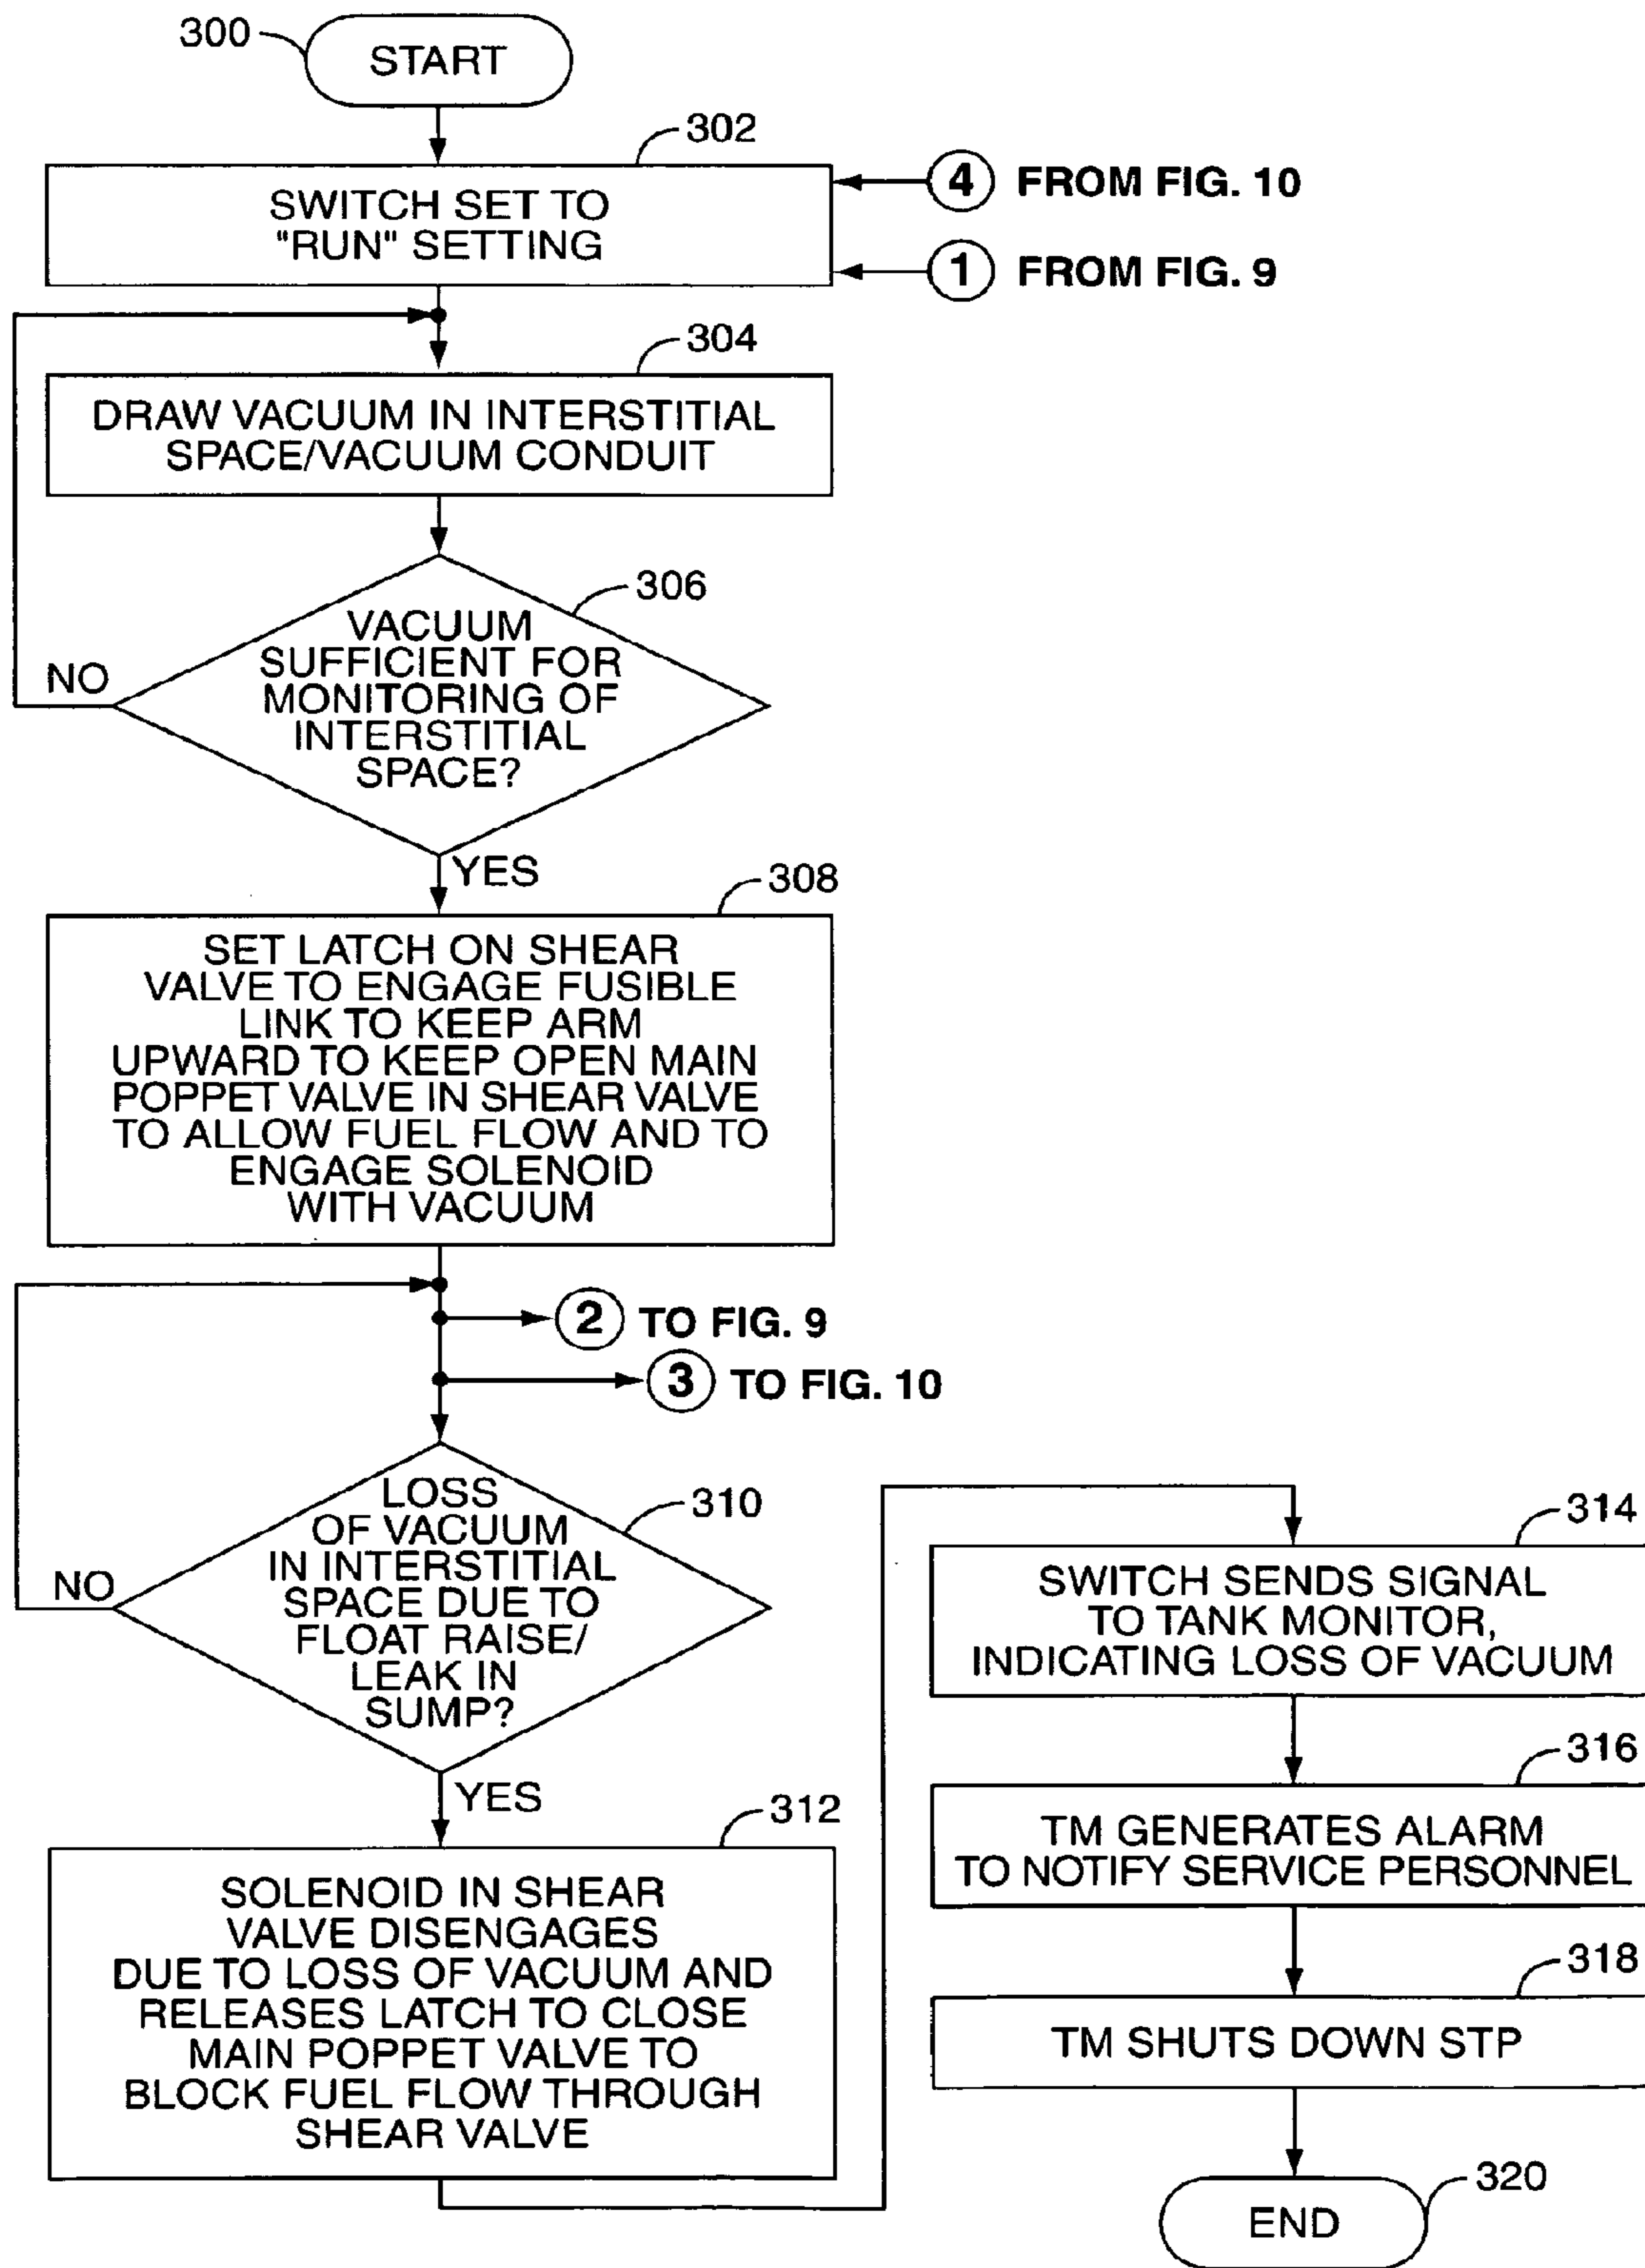 300
START
302
SWITCH SET TO
"RUN" SETTING
4 FROM FIG. 10
1 FROM FIG. 9
304
DRAW VACUUM IN INTERSTITIAL
SPACE/VACUUM CONDUIT
306
VACUUM
SUFFICIENT FOR
MONITORING OF
INTERSTITIAL
SPACE?
NO
YES
308
SET LATCH ON SHEAR
VALVE TO ENGAGE FUSIBLE
LINK TO KEEP ARM
UPWARD TO KEEP OPEN MAIN
POPPET VALVE IN SHEAR VALVE
TO ALLOW FUEL FLOW AND TO
ENGAGE SOLENOID
WITH VACUUM
2 TO FIG. 9
3 TO FIG. 10
310
LOSS
OF VACUUM
IN INTERSTITIAL
SPACE DUE TO
FLOAT RAISE/
LEAK IN
SUMP?
NO
YES
312
SOLENOID IN SHEAR
VALVE DISENGAGES
DUE TO LOSS OF VACUUM AND
RELEASES LATCH TO CLOSE
MAIN POPPET VALVE TO
BLOCK FUEL FLOW THROUGH
SHEAR VALVE
314
SWITCH SENDS SIGNAL
TO TANK MONITOR,
INDICATING LOSS OF VACUUM
316
TM GENERATES ALARM
TO NOTIFY SERVICE PERSONNEL
318
TM SHUTS DOWN STP
320
END